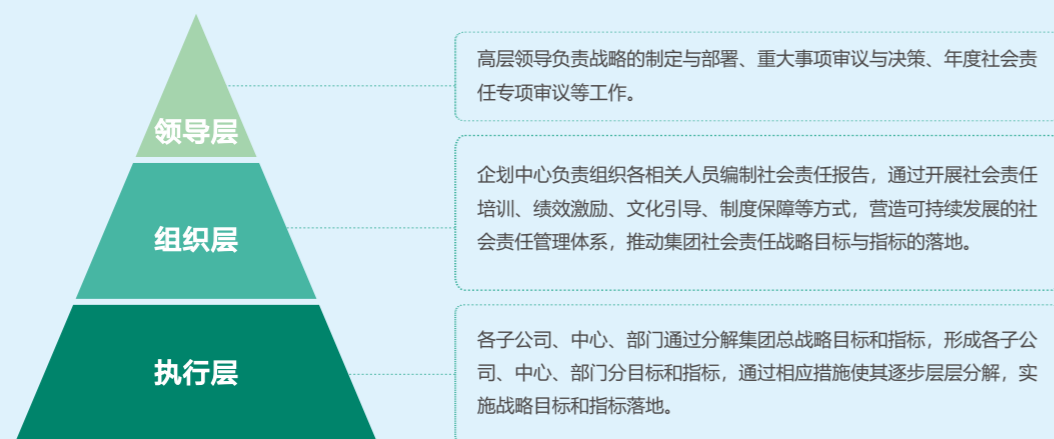 领导层
高层领导负责战略的制定与部署、重大事项审议与决策、年度社会责
任专项审议等工作。
组织层
企划中心负责组织各相关人员编制社会责任报告，通过开展社会责任
培训、绩效激励、文化引导、制度保障等方式，营造可持续发展的社
会责任管理体系，推动集团社会责任战略目标与指标的落地。
执行层
各子公司、中心、部门通过分解集团总战略目标和指标，形成各子公
司、中心、部门分目标和指标，通过相应措施使其逐步层层分解，实
施战略目标和指标落地。